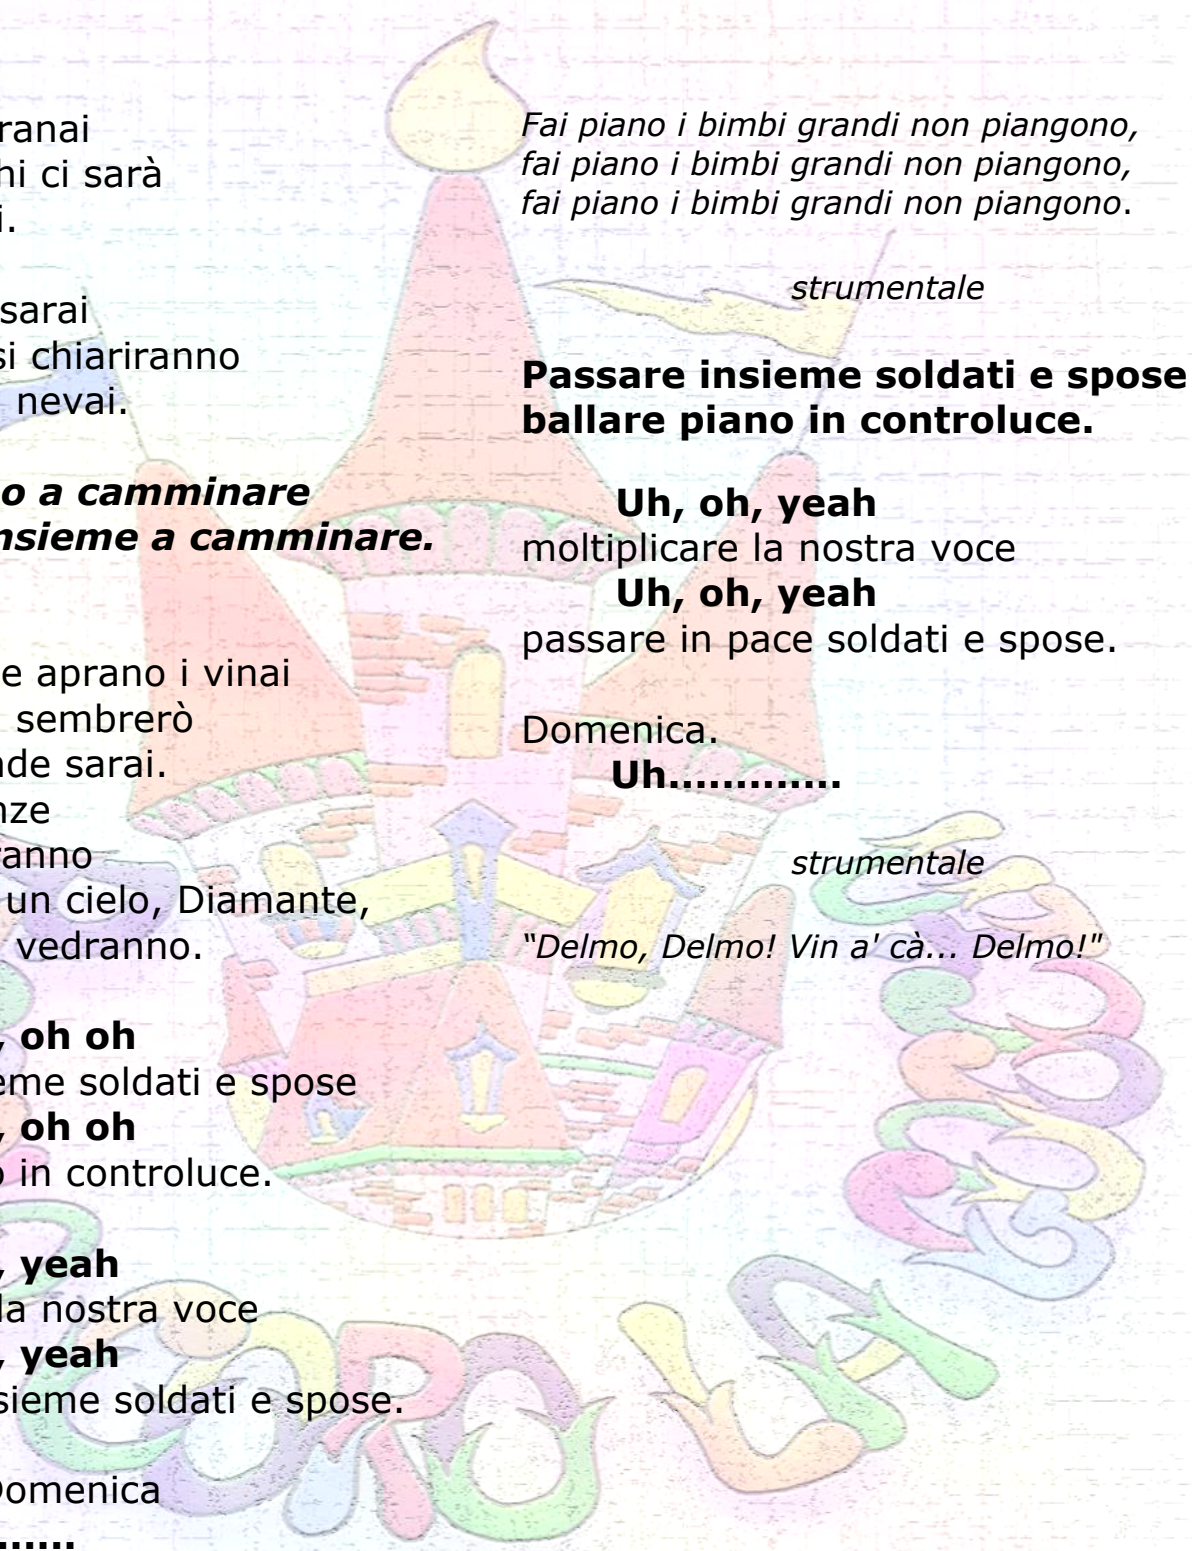 ranai
hi ci sarà
i.
sarai
si chiariranno
nevai.
o a camminare
nsieme a camminare.
e aprano i vinai
sembrerò
nde sarai.
nze
ranno
un cielo, Diamante,
vedranno.
, oh oh
eme soldati e spose
, oh oh
o in controluce.
, yeah
la nostra voce
, yeah
sieme soldati e spose.
Domenica
.......
Fai piano i bimbi grandi non piangono,
fai piano i bimbi grandi non piangono,
fai piano i bimbi grandi non piangono.
strumentale
Passare insieme soldati e spose
ballare piano in controluce.
Uh, oh, yeah
moltiplicare la nostra voce
Uh, oh, yeah
passare in pace soldati e spose.
Domenica.
Uh.............
strumentale
“Delmo, Delmo! Vin a' cà... Delmo!"
CORO LA